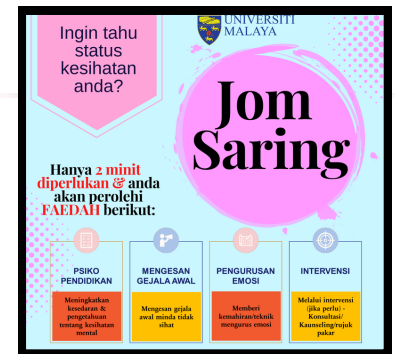 Ingin tahu
status
kesihatan
anda?
UNIVERSITI
MALAYA
Jom
Saring
Hanya 2 minit
diperlukan & anda
akan perolehi
FAEDAH berikut:
PSIKO
PENDIDIKAN
Meningkatkan
kesedaran &
pengetahuan
tentang kesihatan
mental
MENGESAN
GEJALA AWAL
Mengesan gejala
awal minda tidak
sihat
PENGURUSAN
EMOSI
Memberi
kemahiran/teknik
mengurus emosi
INTERVENSI
Melalui intervensi
(jika perlu) -
Konsultasi/
Kaunseling/rujuk
pakar